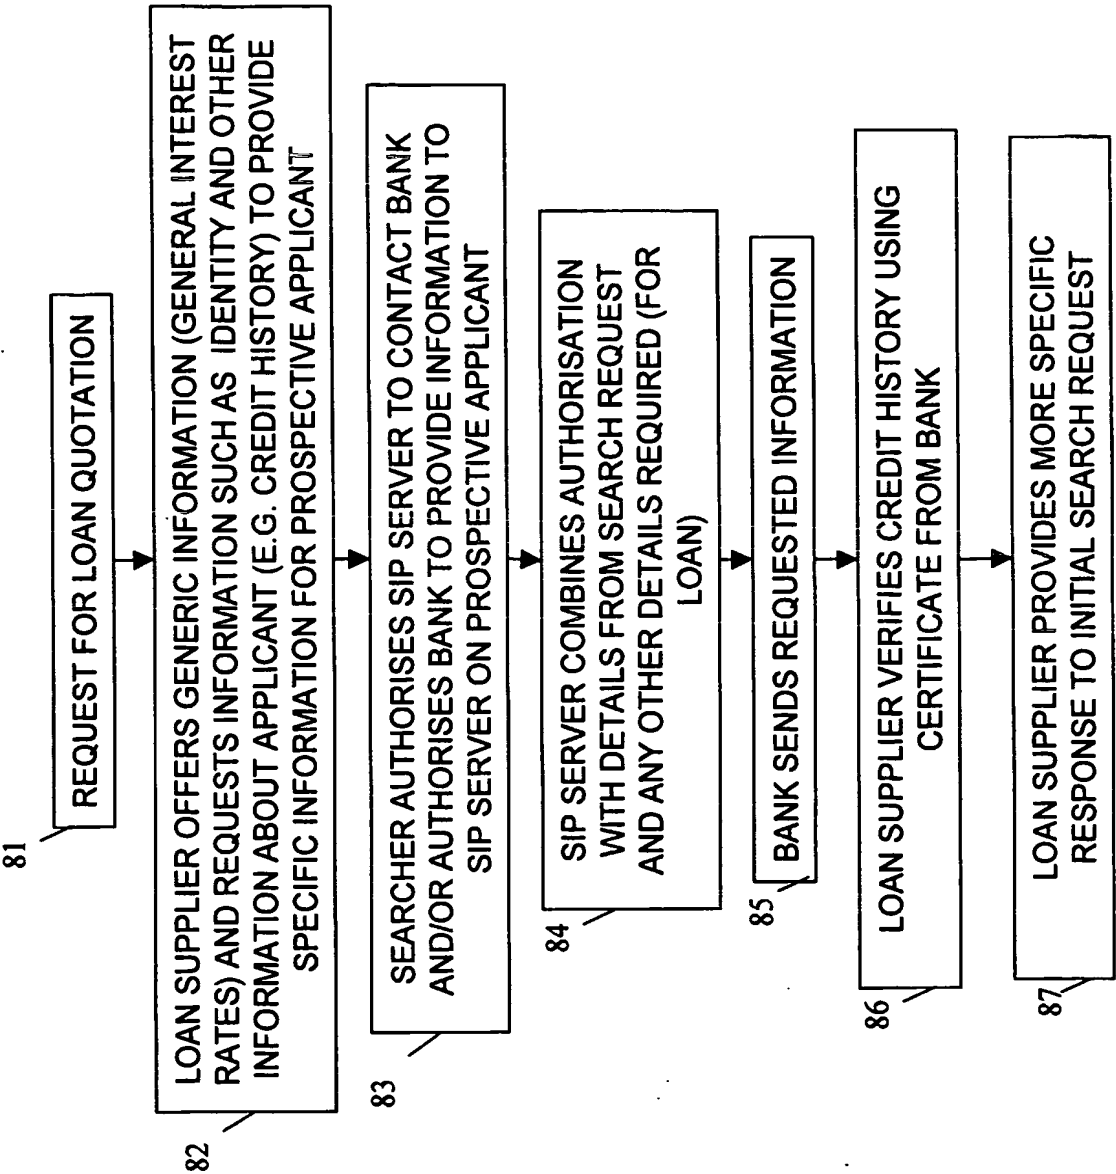 81
REQUEST FOR LOAN QUOTATION
82
LOAN SUPPLIER OFFERS GENERIC INFORMATION (GENERAL INTEREST
RATES) AND REQUESTS INFORMATION SUCH AS IDENTITY AND OTHER
INFORMATION ABOUT APPLICANT (E.G. CREDIT HISTORY) TO PROVIDE
SPECIFIC INFORMATION FOR PROSPECTIVE APPLICANT
83
SEARCHER AUTHORISES SIP SERVER TO CONTACT BANK
AND/OR AUTHORISES BANK TO PROVIDE INFORMATION TO
SIP SERVER ON PROSPECTIVE APPLICANT
84
SIP SERVER COMBINES AUTHORISATION
WITH DETAILS FROM SEARCH REQUEST
AND ANY OTHER DETAILS REQUIRED (FOR
LOAN)
85
BANK SENDS REQUESTED INFORMATION
86
LOAN SUPPLIER VERIFIES CREDIT HISTORY USING
CERTIFICATE FROM BANK
87
LOAN SUPPLIER PROVIDES MORE SPECIFIC
RESPONSE TO INITIAL SEARCH REQUEST